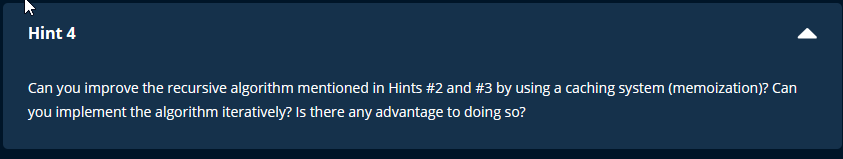 Hint 4
Can you improve the recursive algorithm mentioned in Hints #2 and #3 by using a caching system (memoization)? Can
you implement the algorithm iteratively? Is there any advantage to doing so?